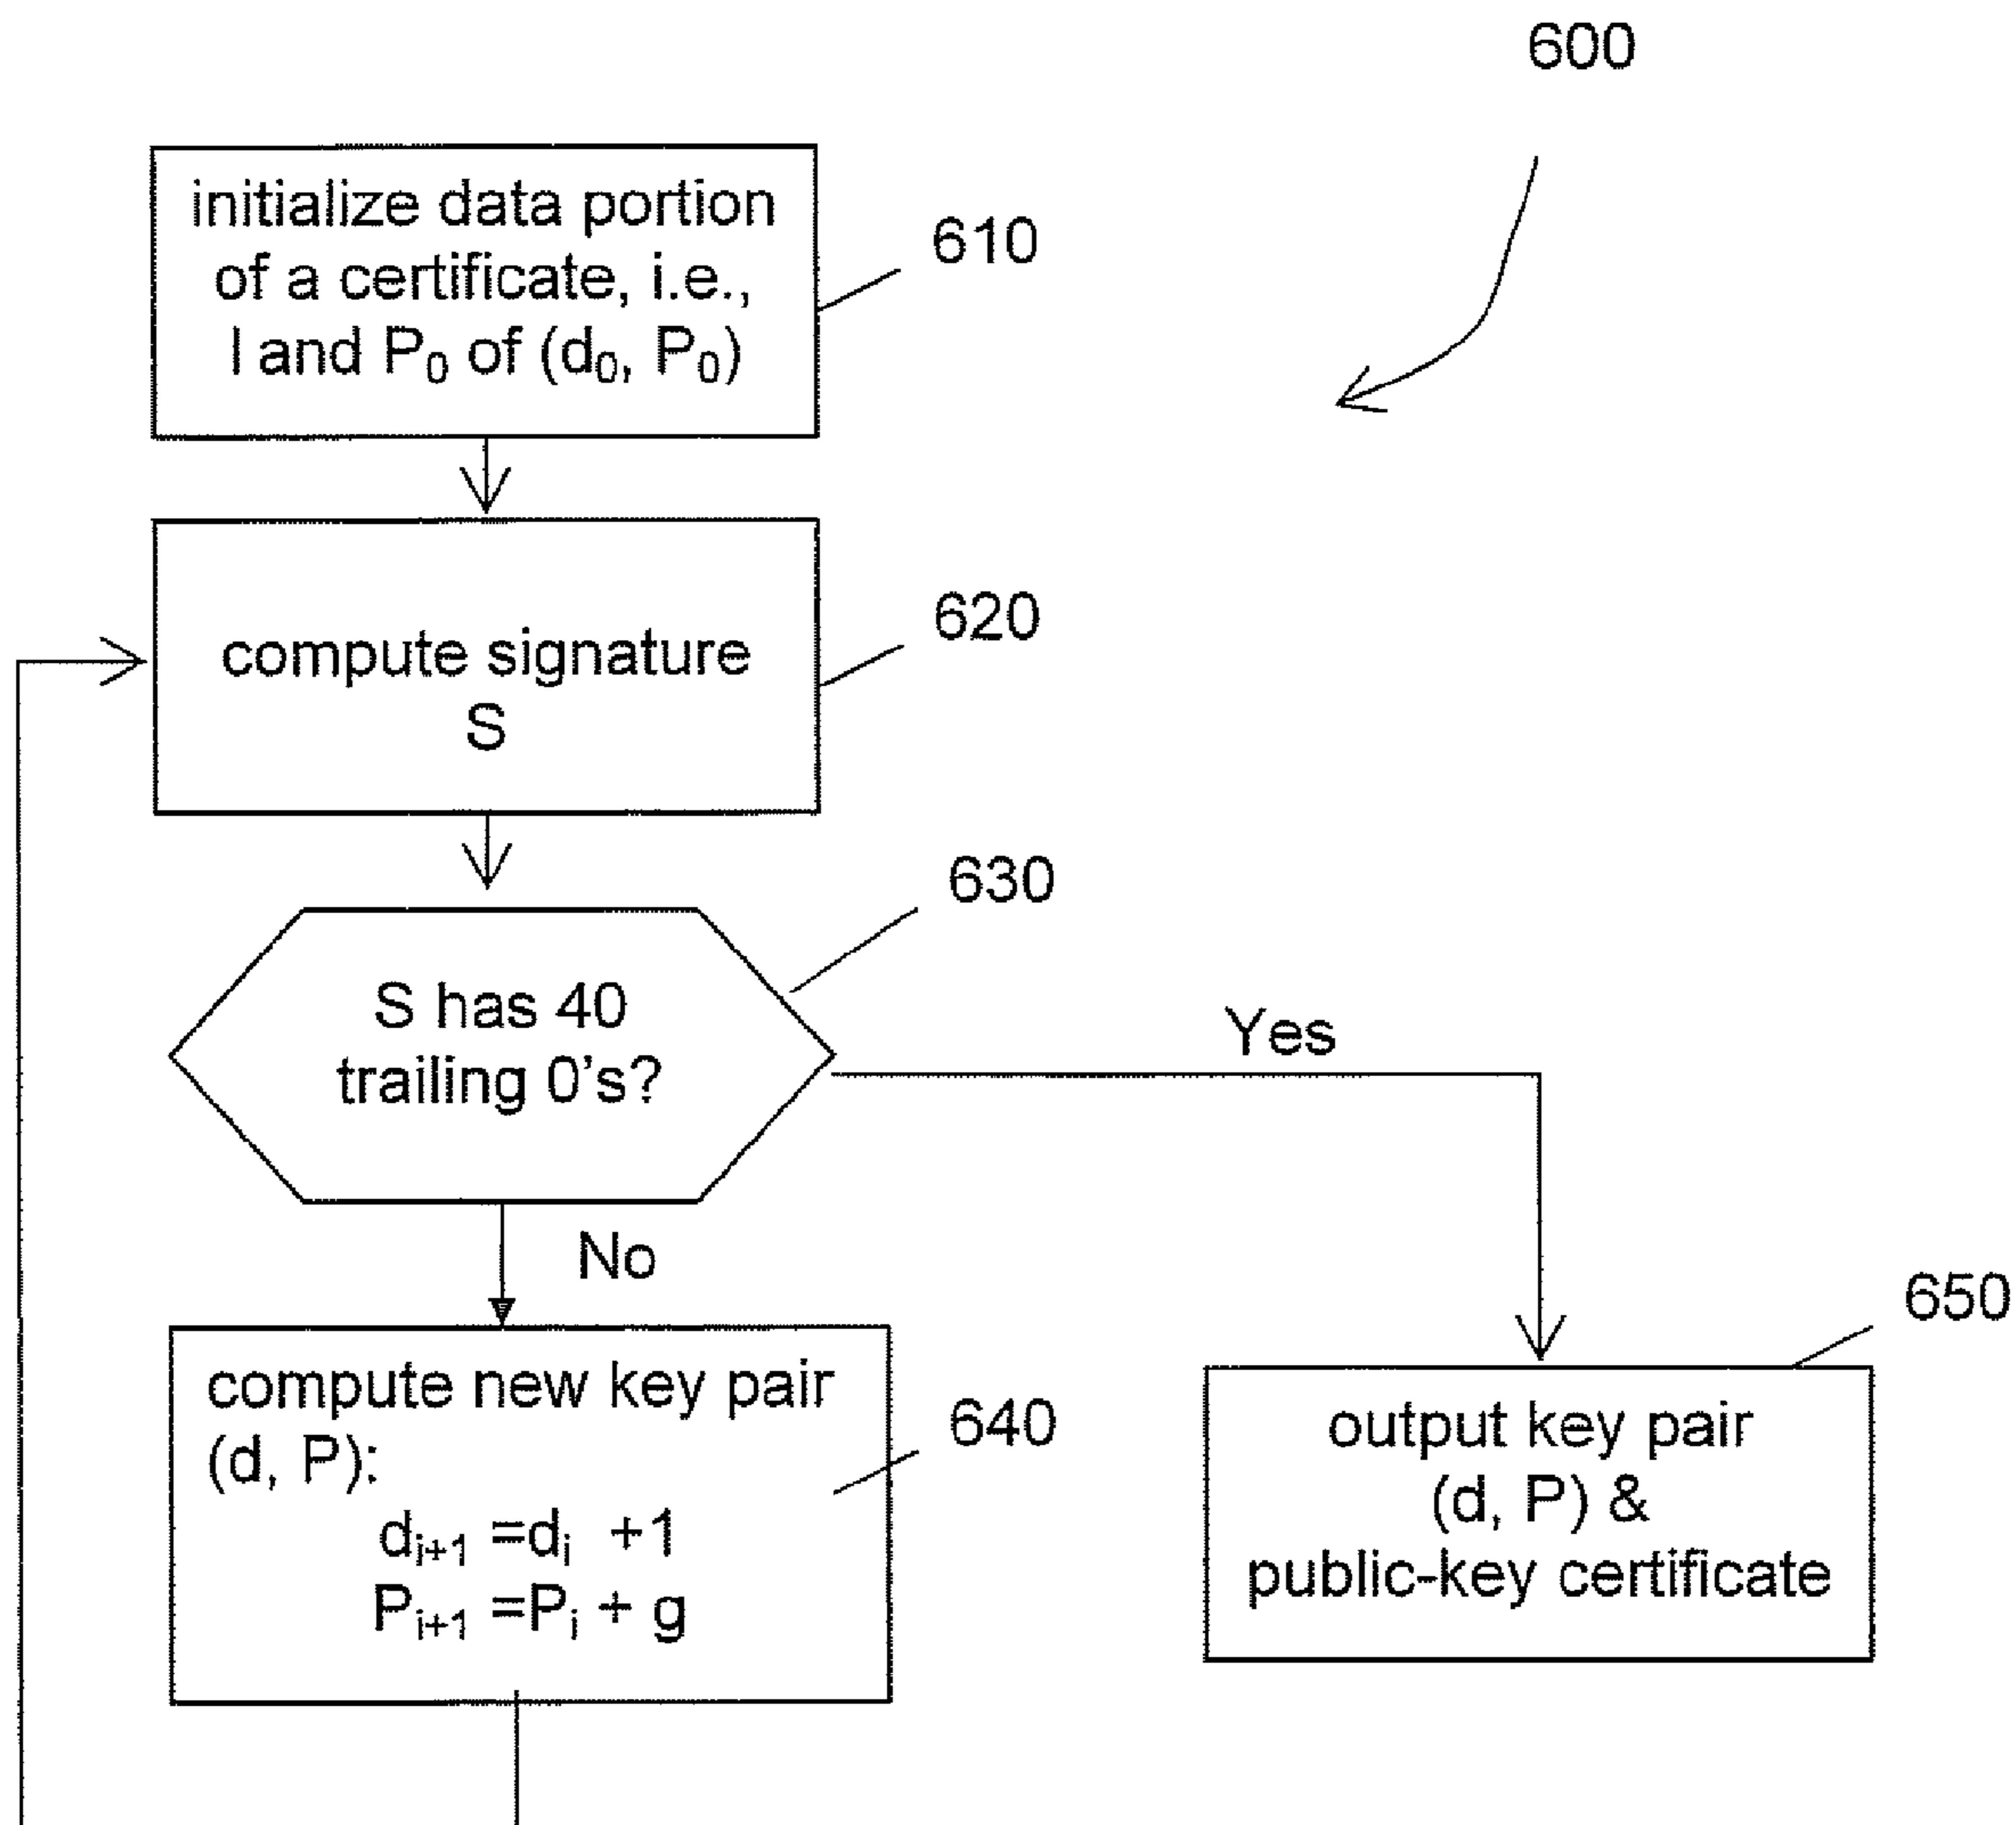 600
initialize data portion
of a certificate, i.e.,
I and P₀ of (d₀, P₀)
610
compute signature
S
620
630
S has 40
trailing 0's?
Yes
No
compute new key pair
(d, P):
dᵢ₊₁ =dᵢ +1
Pᵢ₊₁ =Pᵢ + g
640
650
output key pair
(d, P) &
public-key certificate